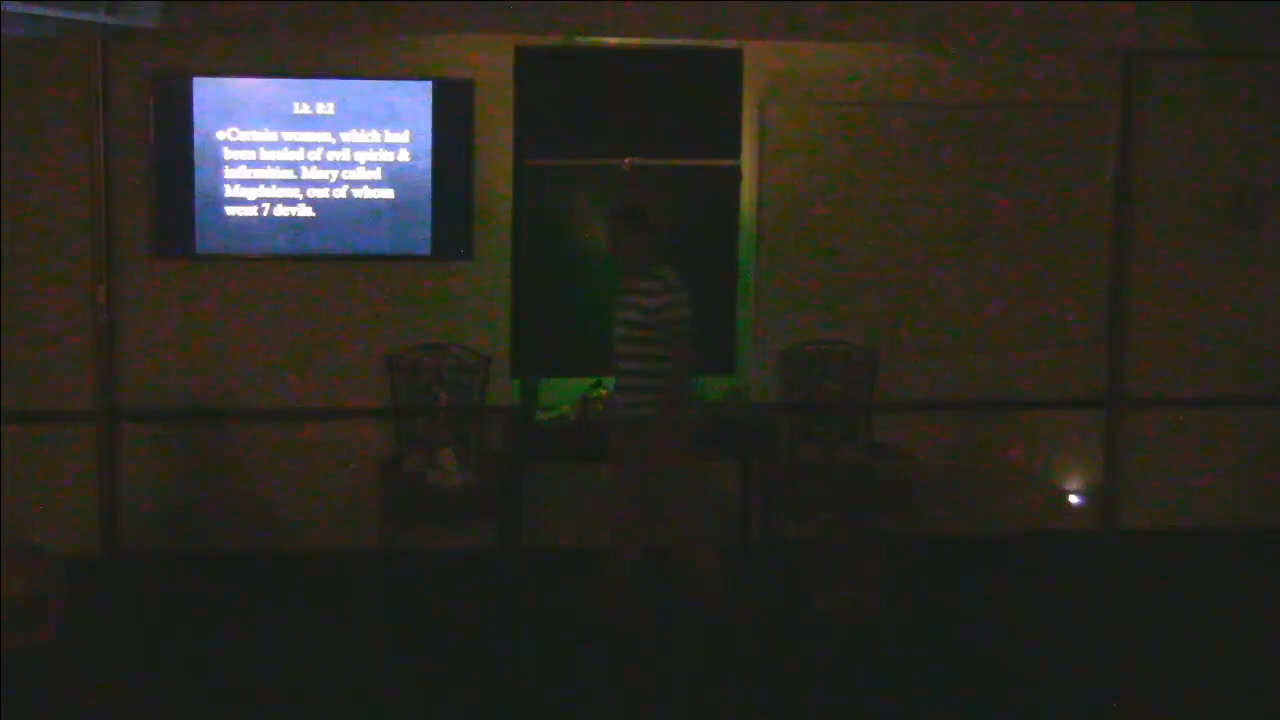 Lk. 8:2
•Certain women, which had
been healed of evil spirits &
infirmities. Mary called
Magdalene, out of whom
went 7 devils.